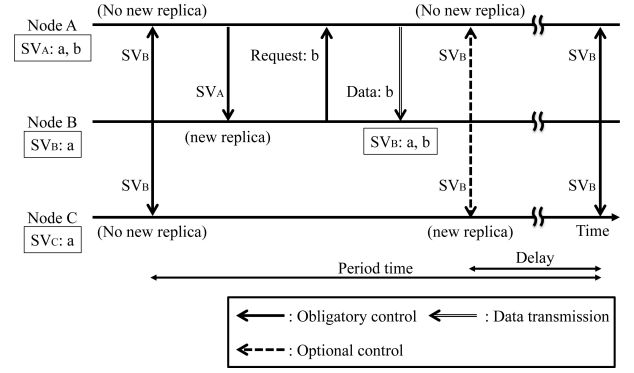 Node A (No new replica) (No new replica)
SVA: a, b
SVB Request: b SVB SVB
SVA Data: b
Node B
SVB: a (new replica) SVB: a, b
SVB SVB SVB
Node C
SVC: a (No new replica) (new replica) Time
Delay
Period time
: Obligatory control : Data transmission
: Optional control